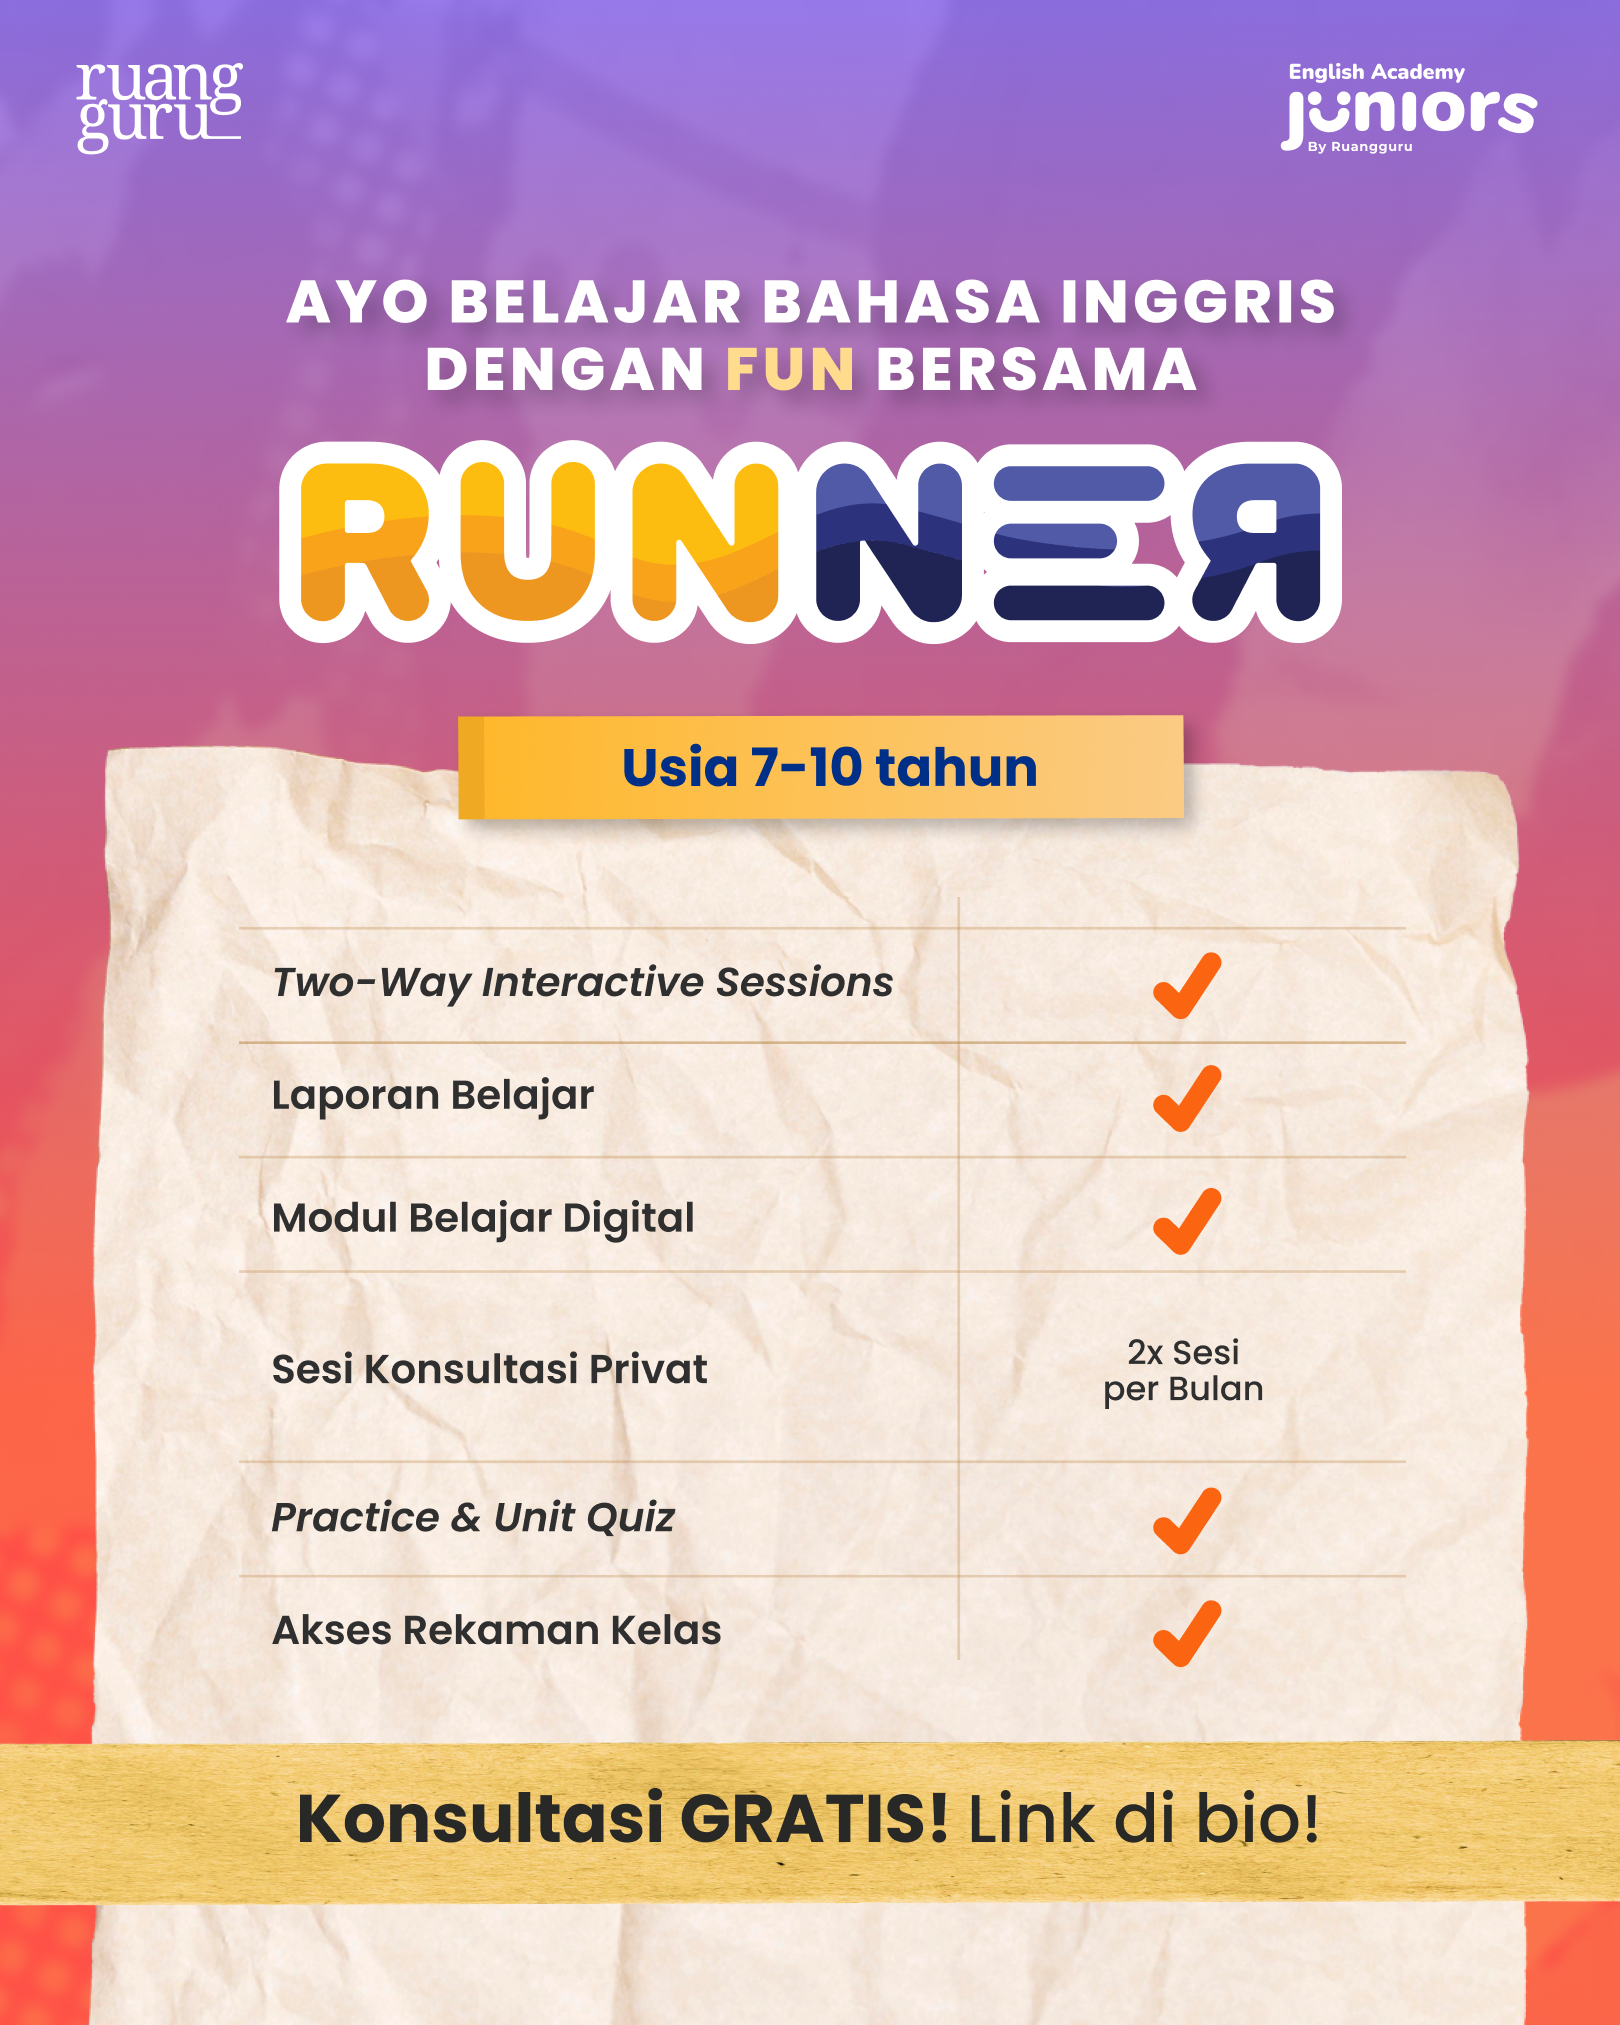 ruang
guru
English Academy
juniors
By Ruangguru
AYO BELAJAR BAHASA INGGRIS
DENGAN FUN BERSAMA
RUNNER
Usia 7-10 tahun
Two-Way Interactive Sessions
Laporan Belajar
Modul Belajar Digital
Sesi Konsultasi Privat
2x Sesi
per Bulan
Practice & Unit Quiz
Akses Rekaman Kelas
Konsultasi GRATIS! Link di bio!